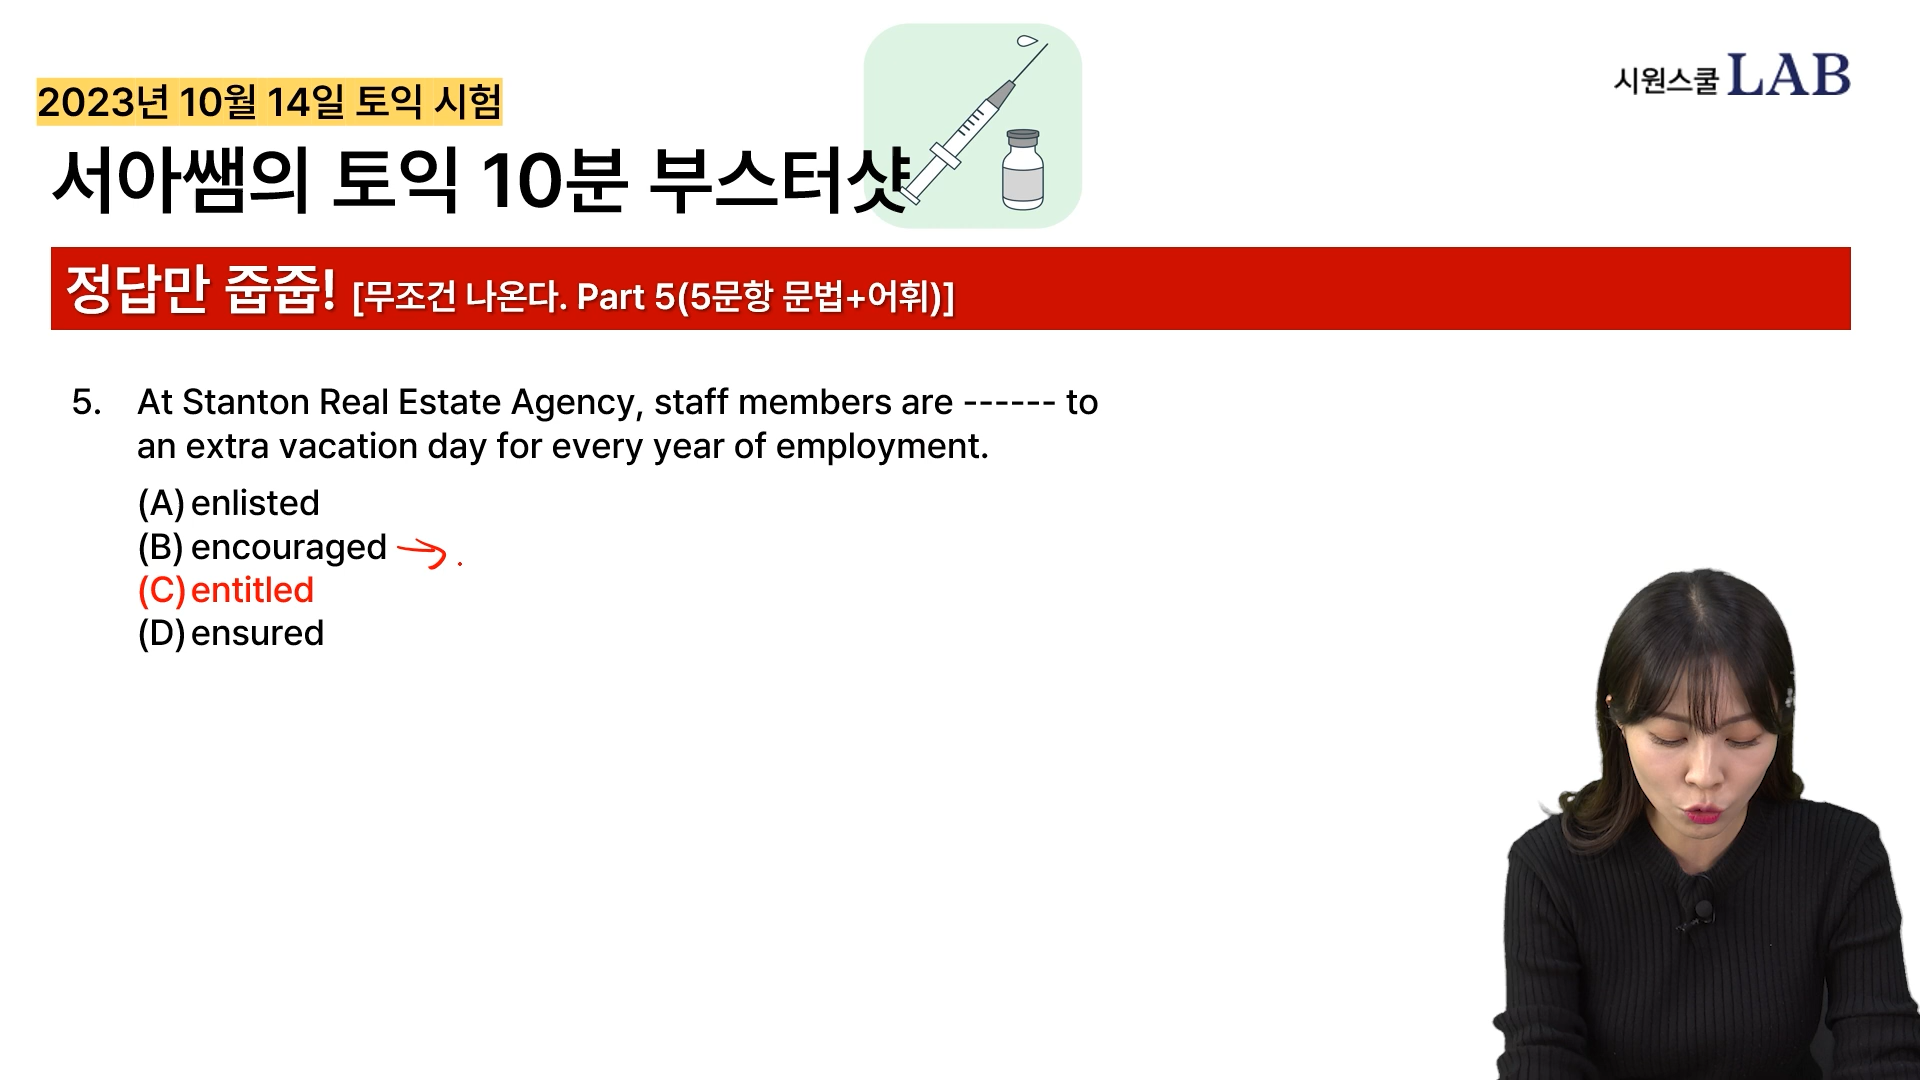 2023년 10월 14일 토익 시험
시원스쿨 LAB
서아쌤의 토익 10분 부스터샷
정답만 줍줍! [무조건 나온다. Part 5(5문항 문법+어휘)]
5. At Stanton Real Estate Agency, staff members are ------ to
an extra vacation day for every year of employment.
(A) enlisted
(B) encouraged
(C) entitled
(D) ensured